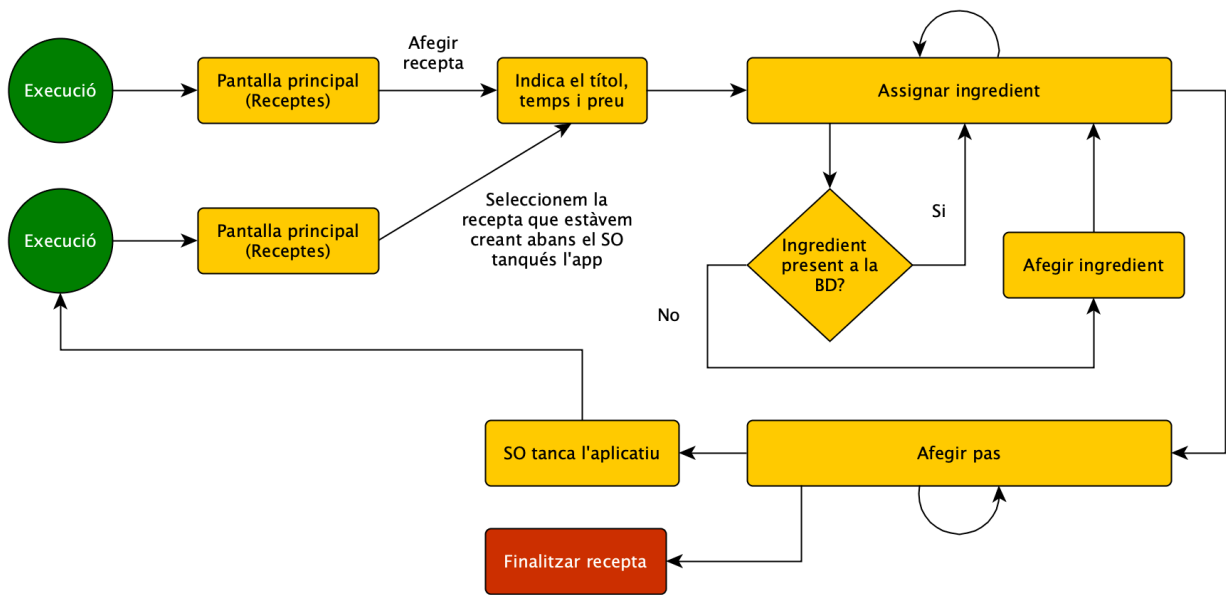 Afegir
recepta
Execució
Pantalla principal
(Receptes)
Indica el títol,
temps i preu
Assignar ingredient
Execució
Pantalla principal
(Receptes)
Seleccionem la
recepta que estàvem
creant abans el SO
tanqués l'app
Si
Ingredient
present a la
BD?
Afegir ingredient
No
SO tanca l'aplicatiu
Afegir pas
Finalitzar recepta